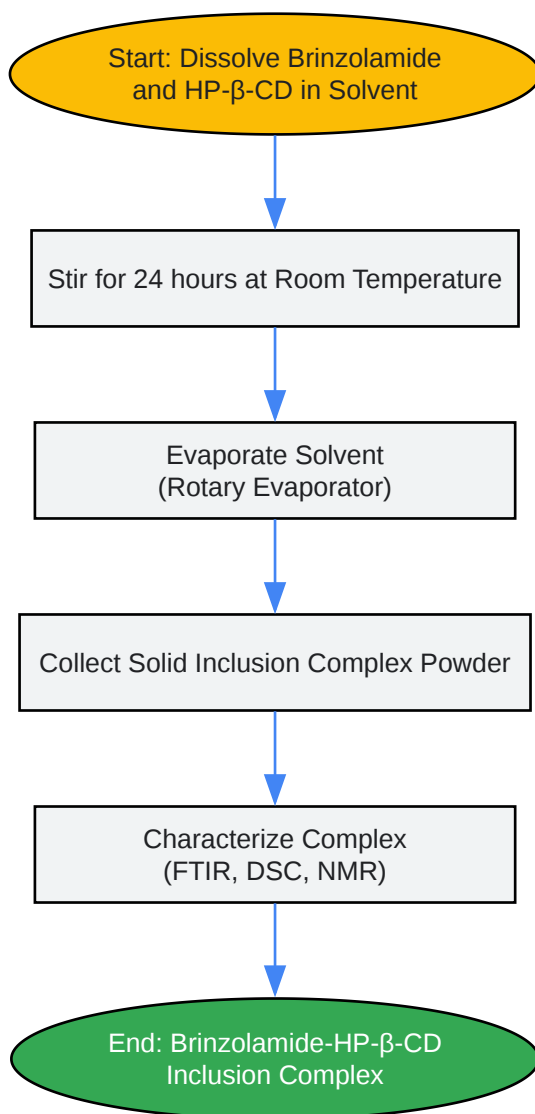 Start: Dissolve Brinzolamide
and HP-β-CD in Solvent
Stir for 24 hours at Room Temperature
Evaporate Solvent
(Rotary Evaporator)
Collect Solid Inclusion Complex Powder
Characterize Complex
(FTIR, DSC, NMR)
End: Brinzolamide-HP-β-CD
Inclusion Complex